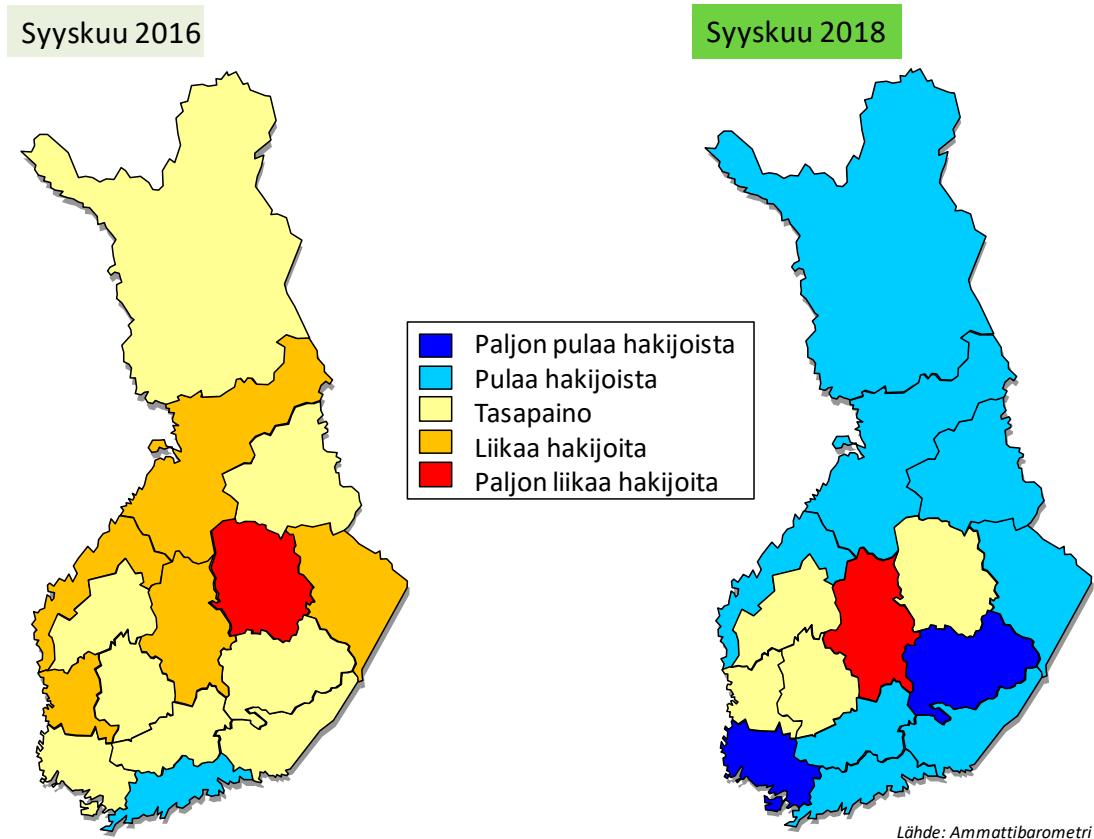 Syyskuu 2016
Syyskuu 2018
Paljon pulaa hakijoista
Pulaa hakijoista
Tasapaino
Liikaa hakijoita
Paljon liikaa hakijoita
Lähde: Ammattibarometri